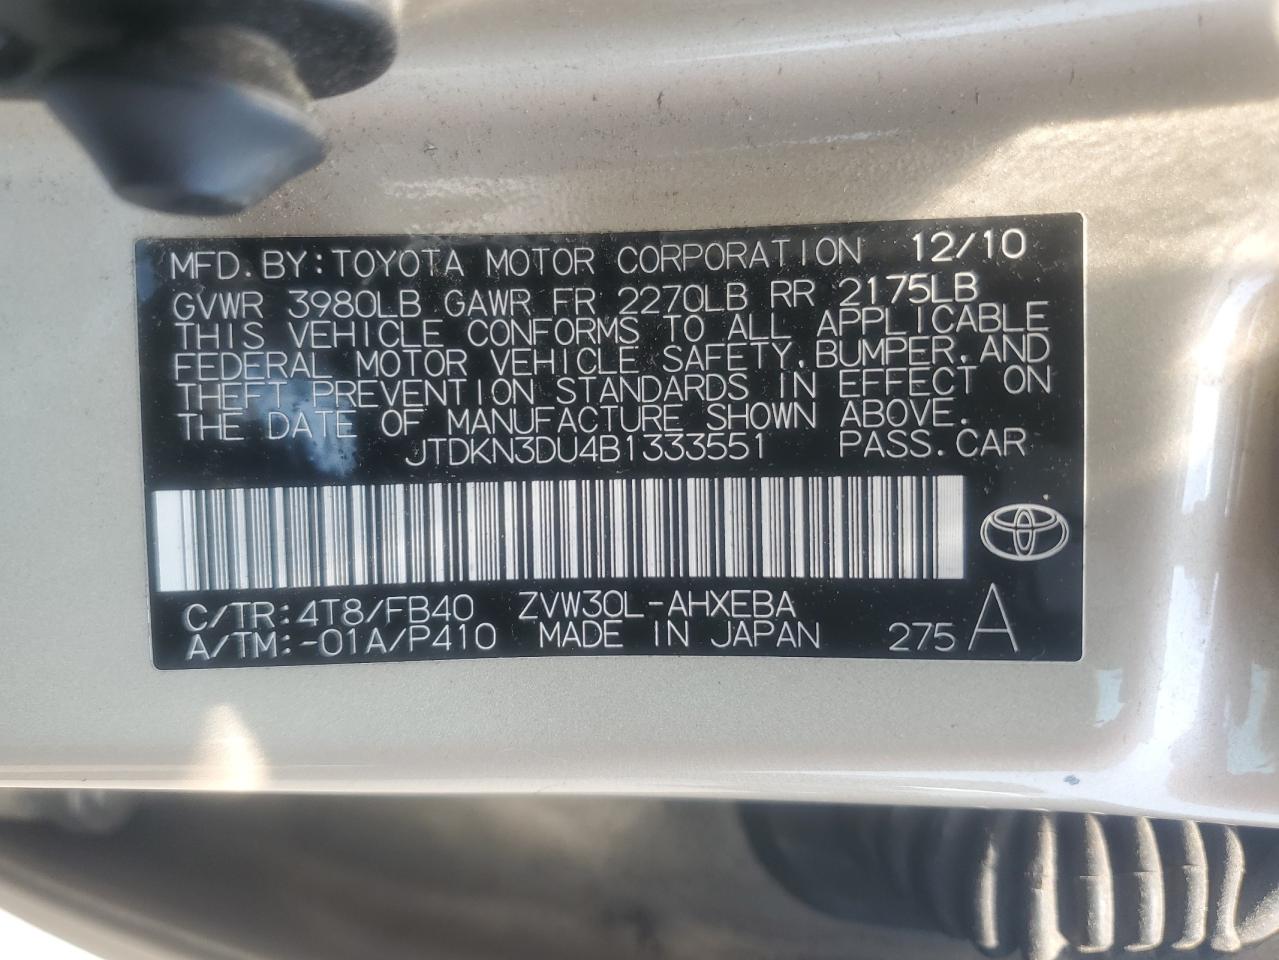 MFD. BY: TOYOTA MOTOR CORPORATION 12/10
GVWR 3980LB GAWR FR 2270LB RR 2175LB
THIS VEHICLE CONFORMS TO ALL APPLICABLE
FEDERAL MOTOR VEHICLE SAFETY, BUMPER, AND
THEFT PREVENTION STANDARDS IN EFFECT ON
THE DATE OF MANUFACTURE SHOWN ABOVE.
JTDKN3DU4B1333551 PASS. CAR
C/TR: 4T8/FB40 ZVW30L-AHXEBA
A/TM: -01A/P410 MADE IN JAPAN 275 A